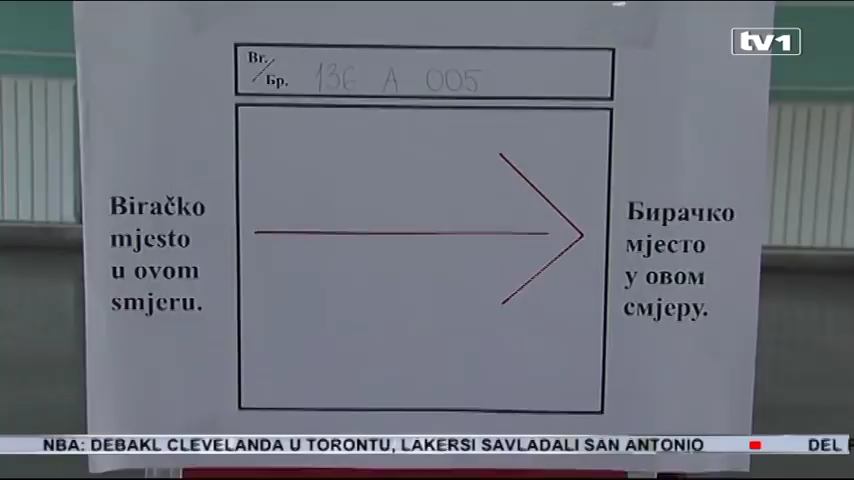 tv1
Br.
Бр. 136 A 005
Biračko
mjesto
u ovom
smjeru.
Бирачко
мјесто
у овом
смјеру.
NBA: DEBAKL CLEVELANDA U TORONTU, LAKERSI SAVLADALI SAN ANTONIO
DEL